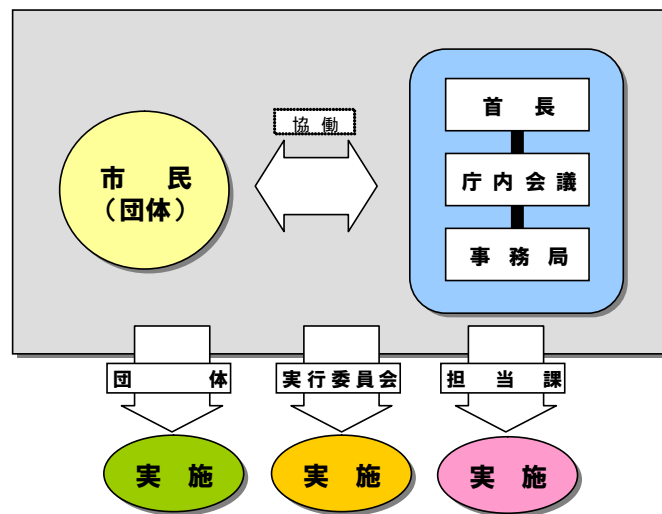 協働
市民
（団体）
首長
庁内会議
事務局
団体
実行委員会
担当課
実施
実施
実施